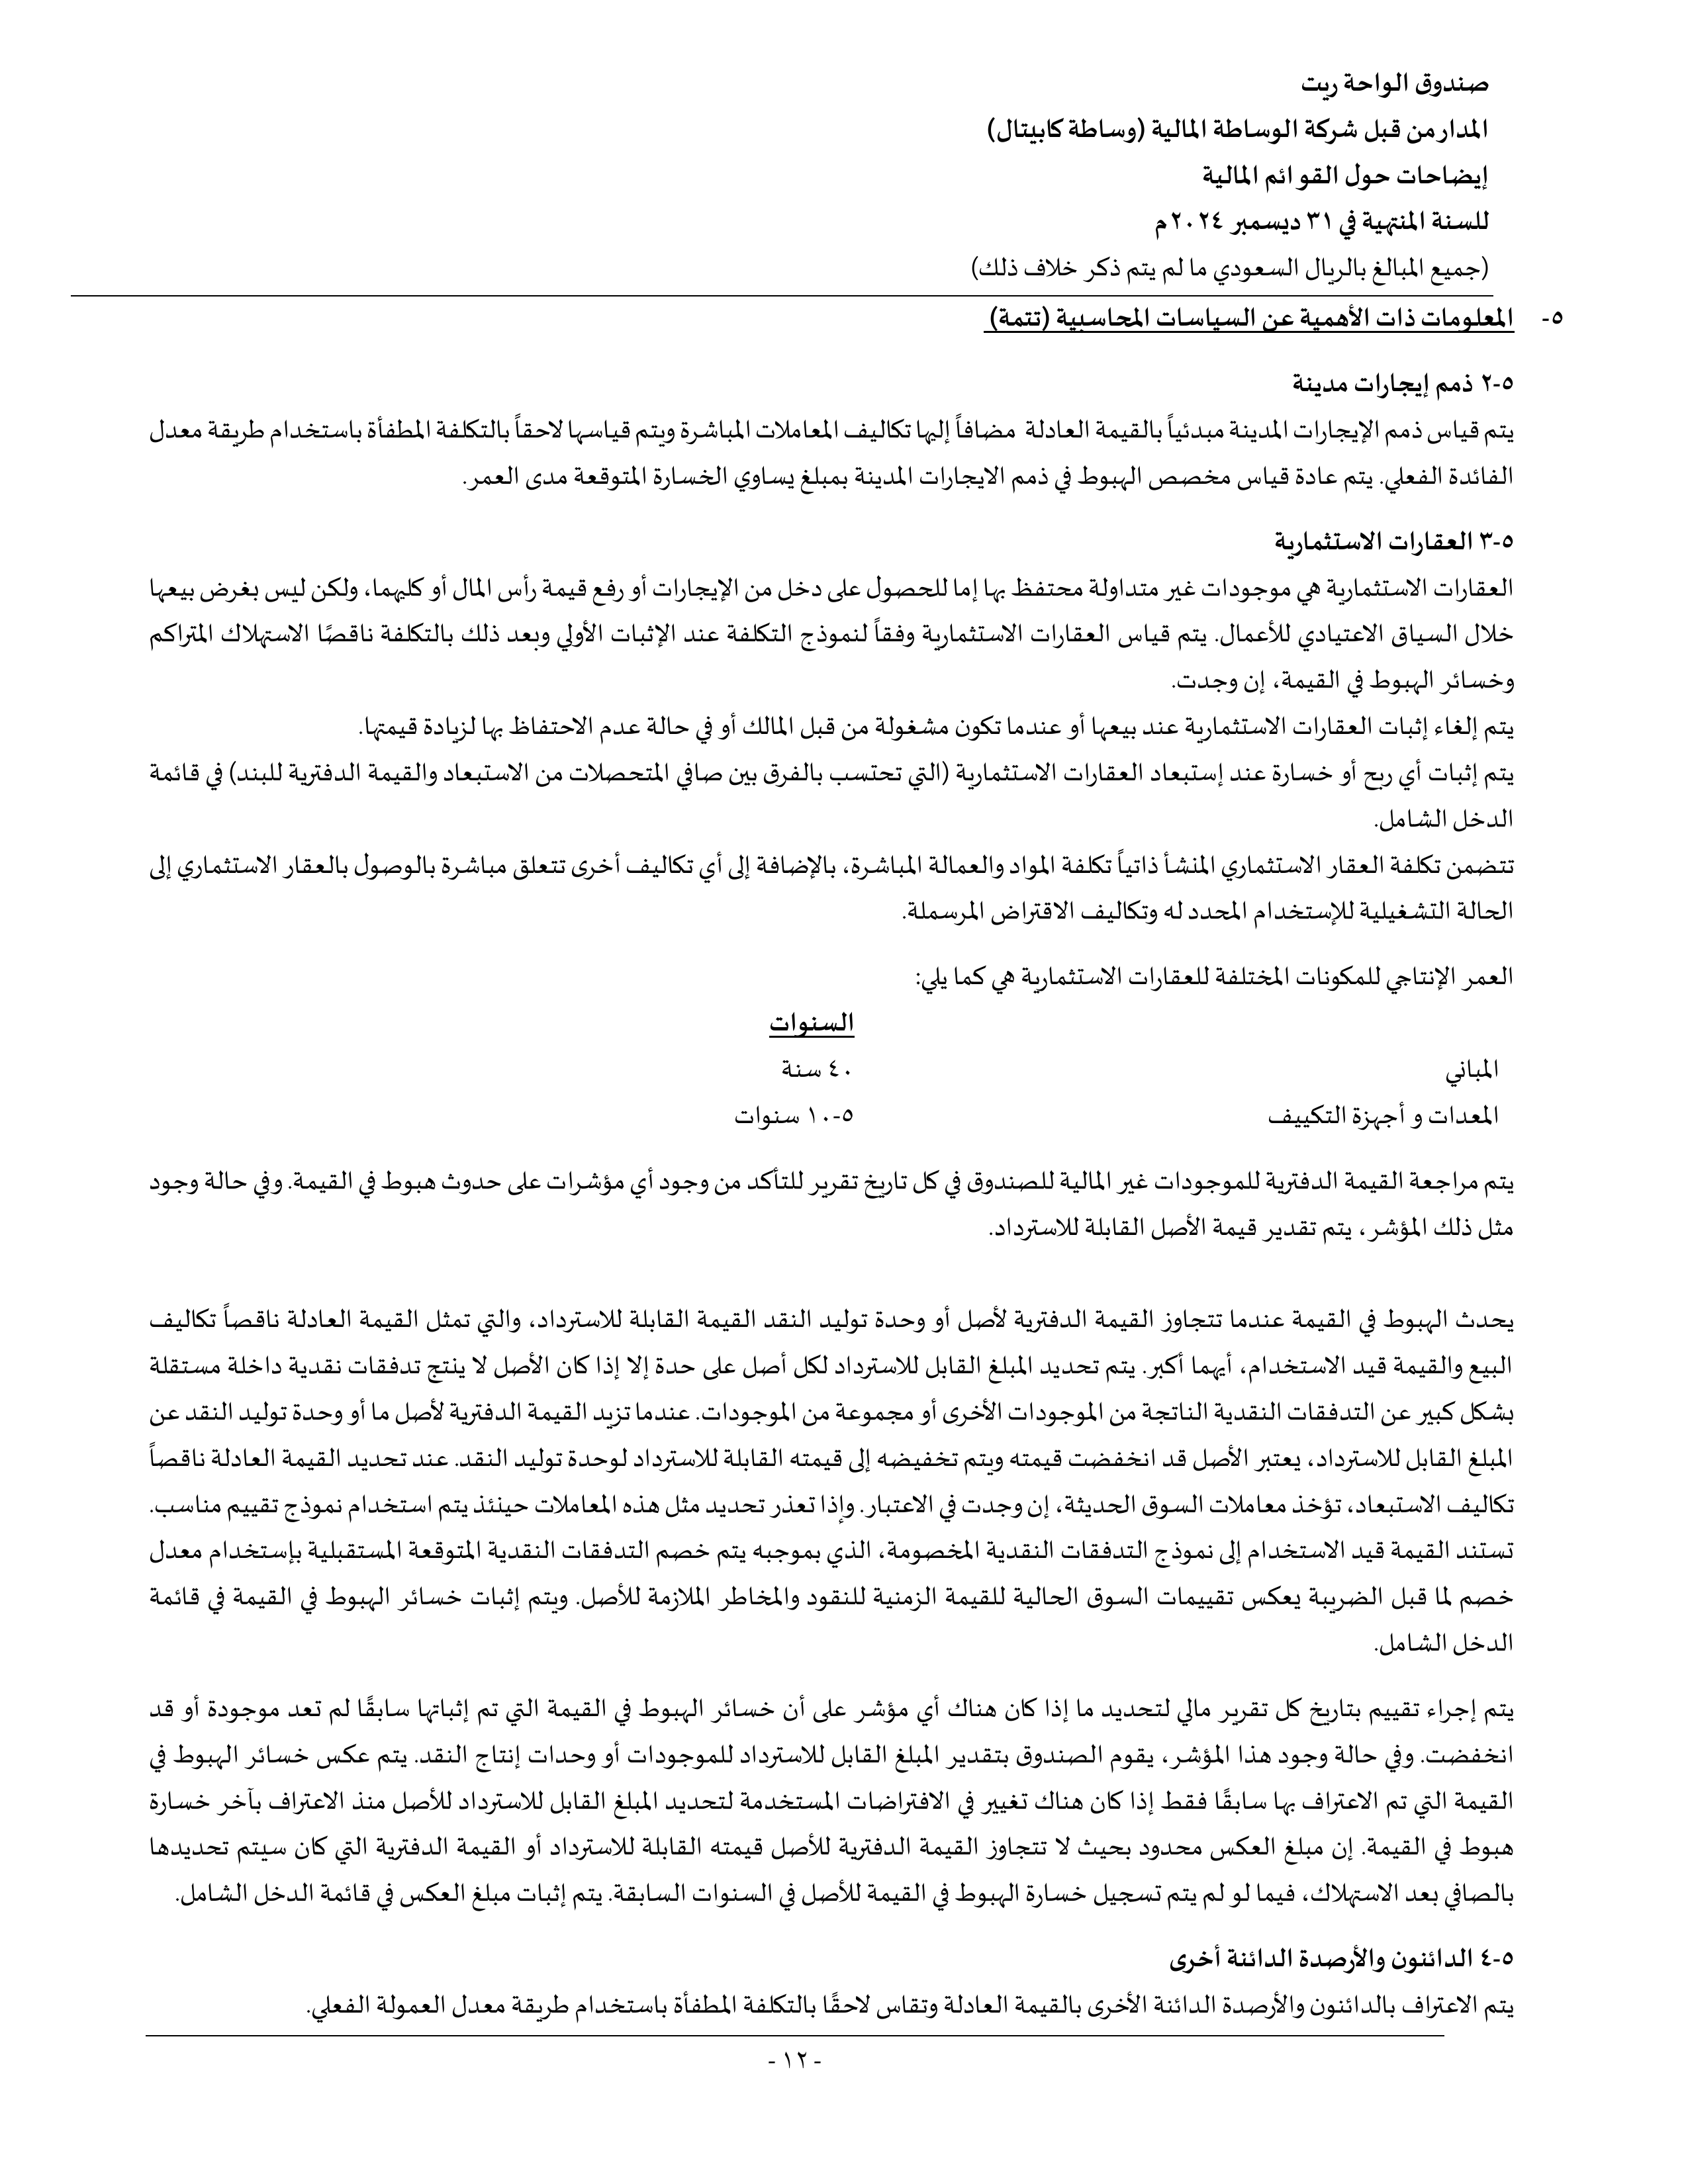 صندوق الواحة ريت
المدار من قبل شركة الوساطة المالية (وساطة كابيتال)
إيضاحات حول القوائم المالية
للسنة المنتهية في ٣١ ديسمبر ٢٠٢٤م
(جميع المبالغ بالريال السعودي ما لم يتم ذكر خلاف ذلك)
٥- المعلومات ذات الأهمية عن السياسات المحاسبية (تتمة)
٥-٢ ذمم إيجارات مدينة
يتم قياس ذمم الإيجارات المدينة مبدئياً بالقيمة العادلة مضافاً إليها تكاليف المعاملات المباشرة ويتم قياسها لاحقاً بالتكلفة المطفأة باستخدام طريقة معدل
الفائدة الفعلي. يتم عادة قياس مخصص الهبوط في ذمم الايجارات المدينة بمبلغ يساوي الخسارة المتوقعة مدى العمر.
٥-٣ العقارات الاستثمارية
العقارات الاستثمارية هي موجودات غير متداولة محتفظ بها إما للحصول على دخل من الإيجارات أو رفع قيمة رأس المال أو كليهما، ولكن ليس بغرض بيعها
خلال السياق الاعتيادي للأعمال. يتم قياس العقارات الاستثمارية وفقاً لنموذج التكلفة عند الإثبات الأولي وبعد ذلك بالتكلفة ناقصًا الاستهلاك المتراكم
وخسائر الهبوط في القيمة، إن وجدت.
يتم إلغاء إثبات العقارات الاستثمارية عند بيعها أو عندما تكون مشغولة من قبل المالك أو في حالة عدم الاحتفاظ بها لزيادة قيمتها.
يتم إثبات أي ربح أو خسارة عند إستبعاد العقارات الاستثمارية (التي تحتسب بالفرق بين صافي المتحصلات من الاستبعاد والقيمة الدفترية للبند) في قائمة
الدخل الشامل.
تتضمن تكلفة العقار الاستثماري المنشأ ذاتياً تكلفة المواد والعمالة المباشرة، بالإضافة إلى أي تكاليف أخرى تتعلق مباشرة بالوصول بالعقار الاستثماري إلى
الحالة التشغيلية للإستخدام المحدد له وتكاليف الاقتراض المرسملة.
العمر الإنتاجي للمكونات المختلفة للعقارات الاستثمارية هي كما يلي:
السنوات
المباني ٤٠ سنة
المعدات و أجهزة التكييف ٥-١٠ سنوات
يتم مراجعة القيمة الدفترية للموجودات غير المالية للصندوق في كل تاريخ تقرير للتأكد من وجود أي مؤشرات على حدوث هبوط في القيمة. وفي حالة وجود
مثل ذلك المؤشر، يتم تقدير قيمة الأصل القابلة للاسترداد.
يحدث الهبوط في القيمة عندما تتجاوز القيمة الدفترية لأصل أو وحدة توليد النقد القيمة القابلة للاسترداد، والتي تمثل القيمة العادلة ناقصاً تكاليف
البيع والقيمة قيد الاستخدام، أيهما أكبر. يتم تحديد المبلغ القابل للاسترداد لكل أصل على حدة إلا إذا كان الأصل لا ينتج تدفقات نقدية داخلة مستقلة
بشكل كبير عن التدفقات النقدية الناتجة من الموجودات الأخرى أو مجموعة من الموجودات. عندما تزيد القيمة الدفترية لأصل ما أو وحدة توليد النقد عن
المبلغ القابل للاسترداد، يعتبر الأصل قد انخفضت قيمته ويتم تخفيضه إلى قيمته القابلة للاسترداد لوحدة توليد النقد. عند تحديد القيمة العادلة ناقصاً
تكاليف الاستبعاد، تؤخذ معاملات السوق الحديثة، إن وجدت في الاعتبار. وإذا تعذر تحديد مثل هذه المعاملات حينئذ يتم استخدام نموذج تقييم مناسب.
تستند القيمة قيد الاستخدام إلى نموذج التدفقات النقدية المخصومة، الذي بموجبه يتم خصم التدفقات النقدية المتوقعة المستقبلية بإستخدام معدل
خصم لما قبل الضريبة يعكس تقييمات السوق الحالية للقيمة الزمنية للنقود والمخاطر الملازمة للأصل. ويتم إثبات خسائر الهبوط في القيمة في قائمة
الدخل الشامل.
يتم إجراء تقييم بتاريخ كل تقرير مالي لتحديد ما إذا كان هناك أي مؤشر على أن خسائر الهبوط في القيمة التي تم إثباتها سابقًا لم تعد موجودة أو قد
انخفضت. وفي حالة وجود هذا المؤشر، يقوم الصندوق بتقدير المبلغ القابل للاسترداد للموجودات أو وحدات إنتاج النقد. يتم عكس خسائر الهبوط في
القيمة التي تم الاعتراف بها سابقًا فقط إذا كان هناك تغيير في الافتراضات المستخدمة لتحديد المبلغ القابل للاسترداد للأصل منذ الاعتراف بآخر خسارة
هبوط في القيمة. إن مبلغ العكس محدود بحيث لا تتجاوز القيمة الدفترية للأصل قيمته القابلة للاسترداد أو القيمة الدفترية التي كان سيتم تحديدها
بالصافي بعد الاستهلاك، فيما لو لم يتم تسجيل خسارة الهبوط في القيمة للأصل في السنوات السابقة. يتم إثبات مبلغ العكس في قائمة الدخل الشامل.
٥-٤ الدائنون والأرصدة الدائنة أخرى
يتم الاعتراف بالدائنون والأرصدة الدائنة الأخرى بالقيمة العادلة وتقاس لاحقًا بالتكلفة المطفأة باستخدام طريقة معدل العمولة الفعلي.
- ١٢ -